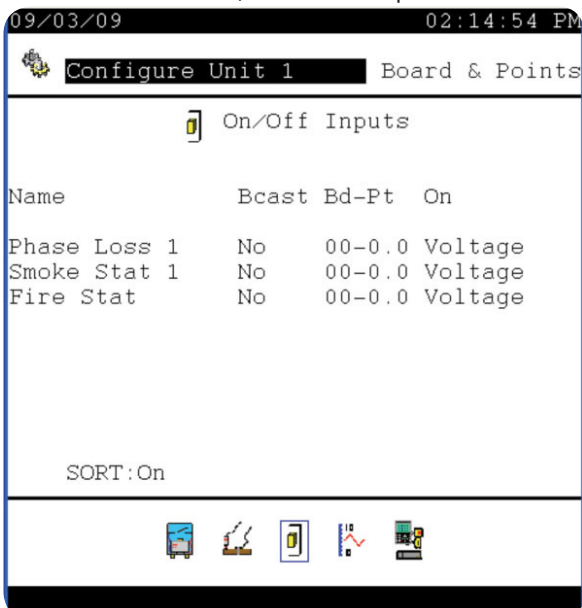 09/03/09 02:14:54 PM
Configure Unit 1 Board & Points
On/Off Inputs
Name Bcast Bd-Pt On
Phase Loss 1 No 00-0.0 Voltage
Smoke Stat 1 No 00-0.0 Voltage
Fire Stat No 00-0.0 Voltage
SORT:On